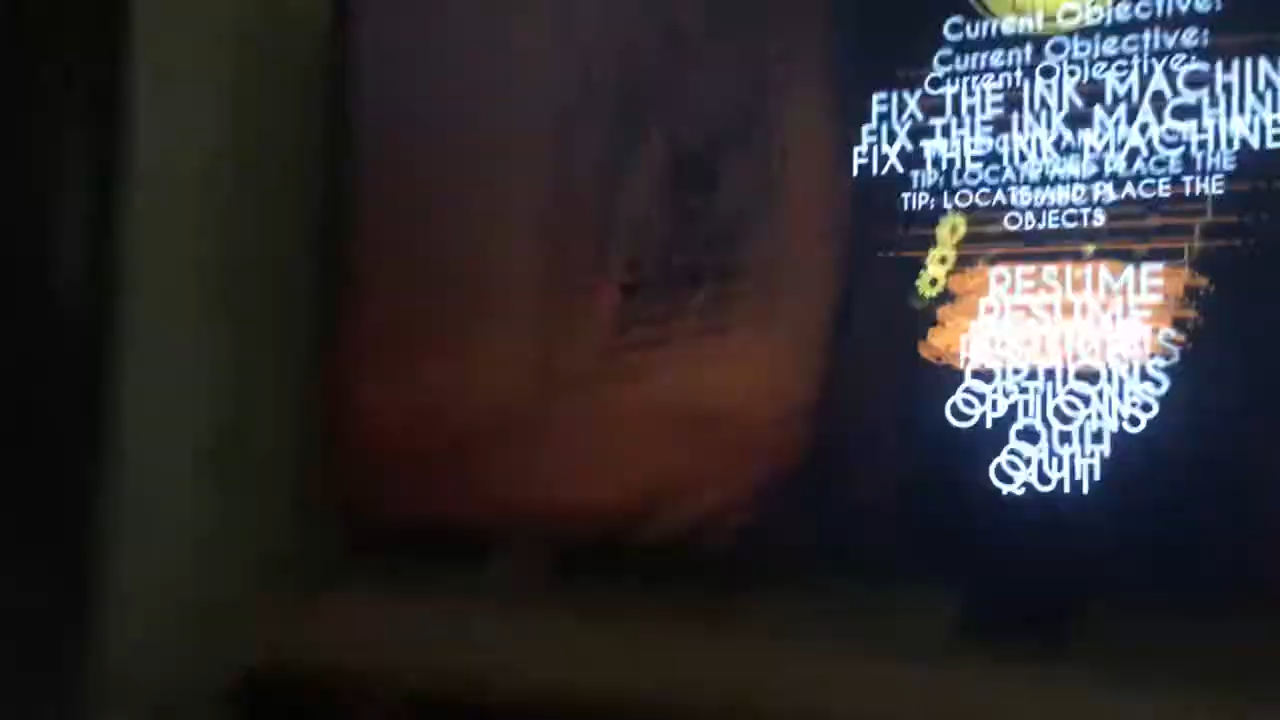 Current Objective:
FIX THE INK MACHINE
TIP: LOCATE AND PLACE THE
OBJECTS
RESUME
OPTIONS
QUIT